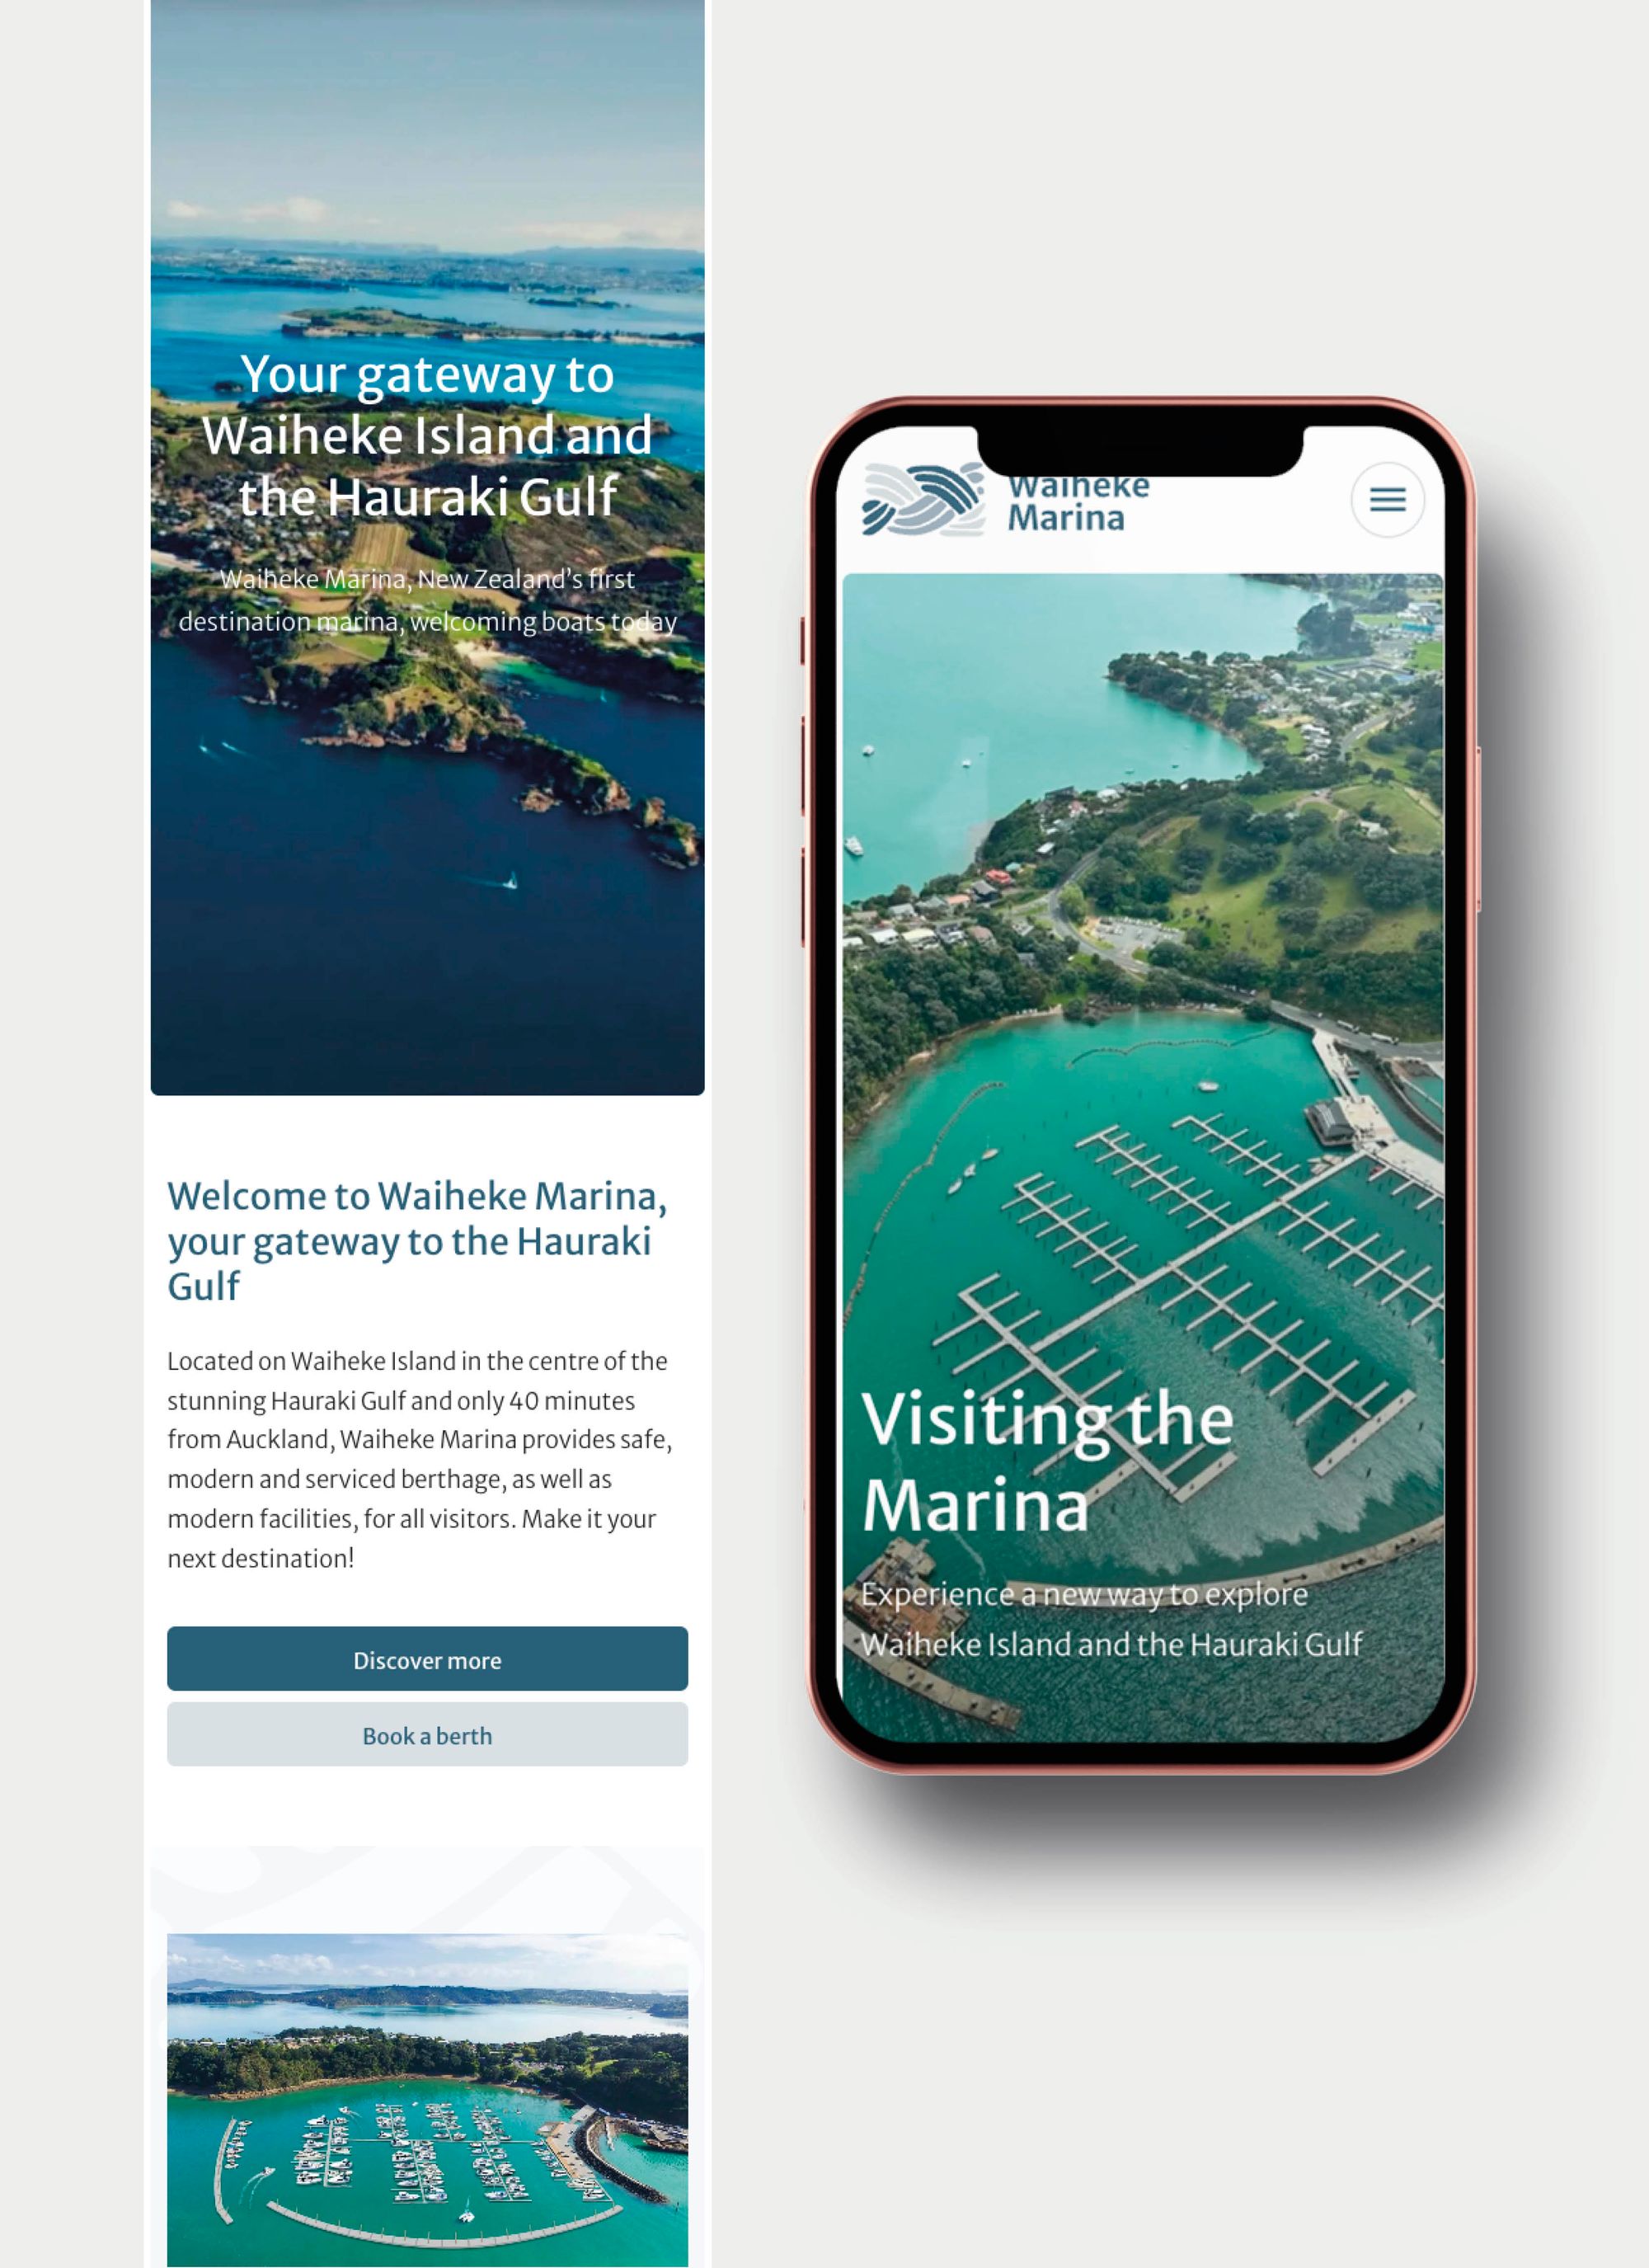 Your gateway to
Waiheke Island and
the Hauraki Gulf
Waiheke Marina, New Zealand's first
destination marina, welcoming boats today
Welcome to Waiheke Marina,
your gateway to the Hauraki
Gulf
Located on Waiheke Island in the centre of the
stunning Hauraki Gulf and only 40 minutes
from Auckland, Waiheke Marina provides safe,
modern and serviced berthage, as well as
modern facilities, for all visitors. Make it your
next destination!
Discover more
Book a berth
Waiheke
Marina
Visiting the
Marina
Experience a new way to explore
Waiheke Island and the Hauraki Gulf